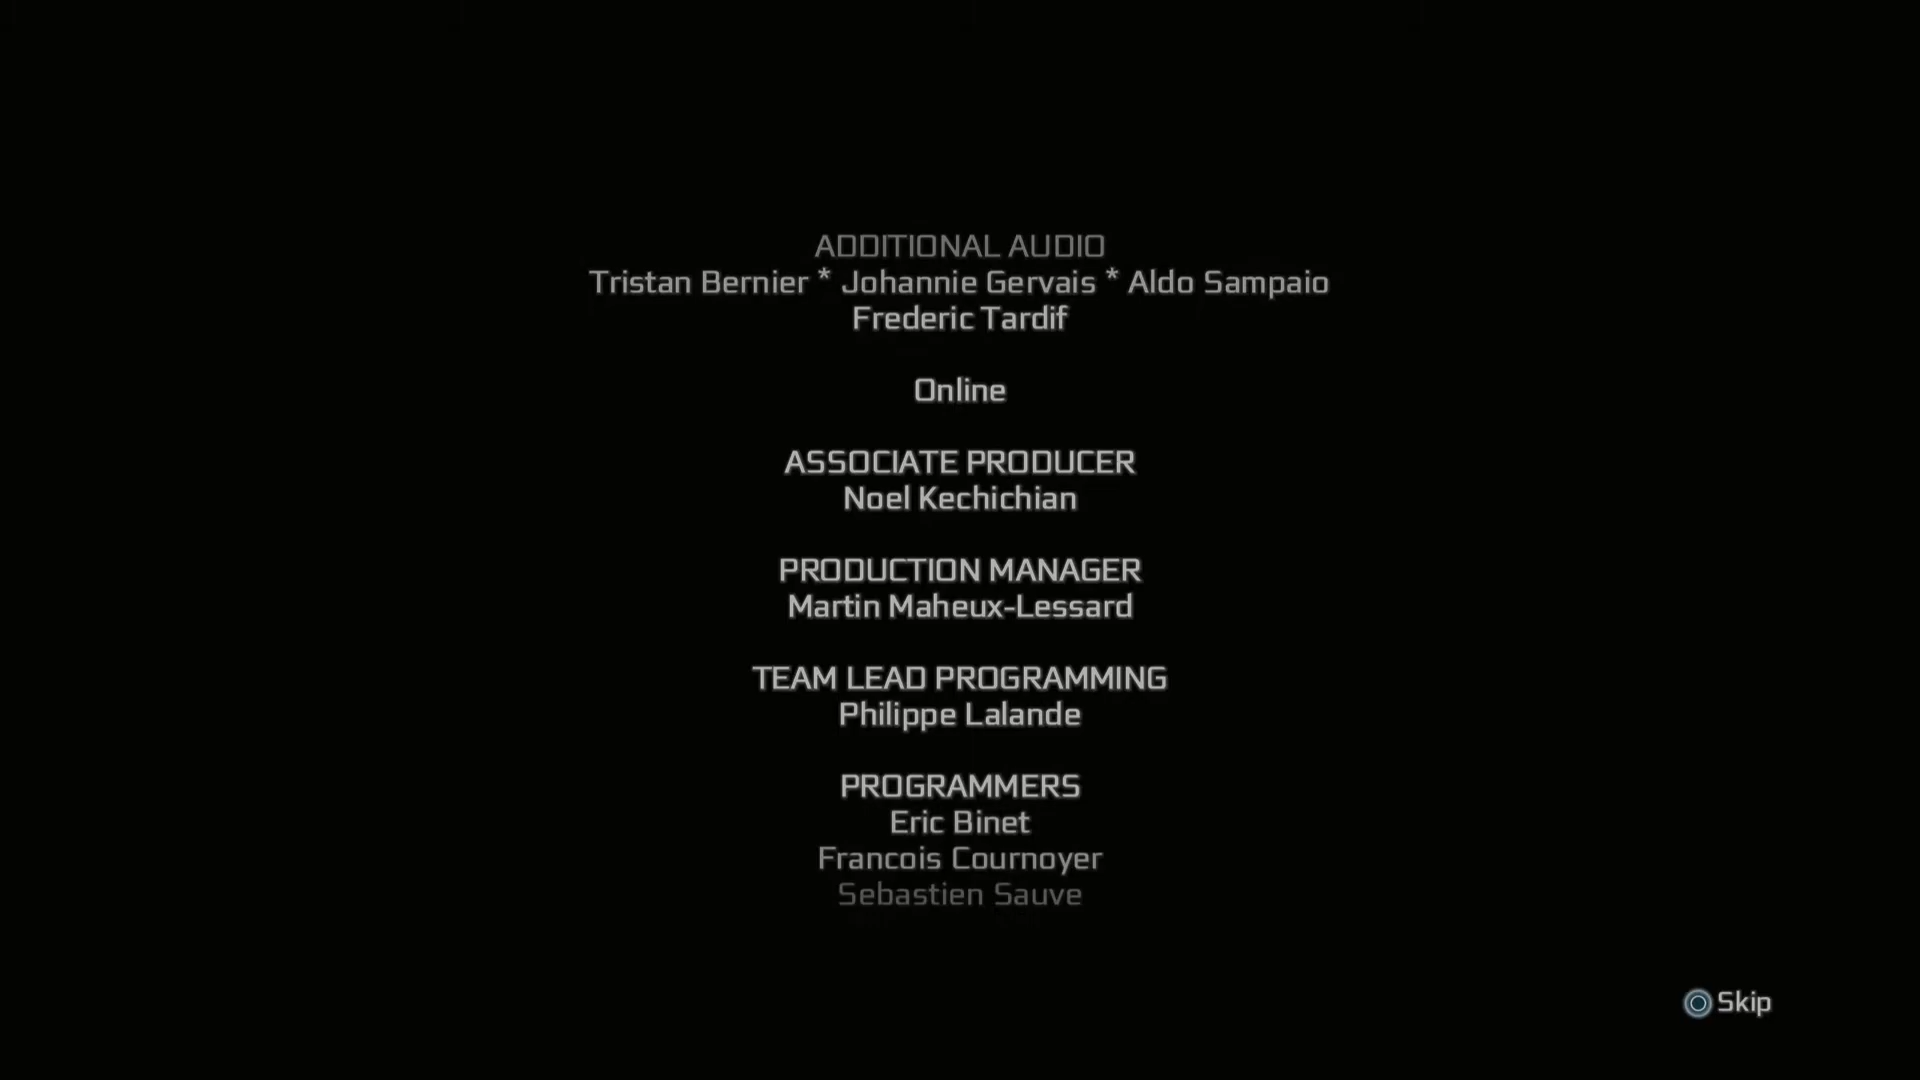 ADDITIONAL AUDIO
Tristan Bernier * Johannie Gervais * Aldo Sampaio
Frederic Tardif
Online
ASSOCIATE PRODUCER
Noel Kechichian
PRODUCTION MANAGER
Martin Maheux-Lessard
TEAM LEAD PROGRAMMING
Philippe Lalande
PROGRAMMERS
Eric Binet
Francois Cournoyer
Sebastien Sauve
Skip